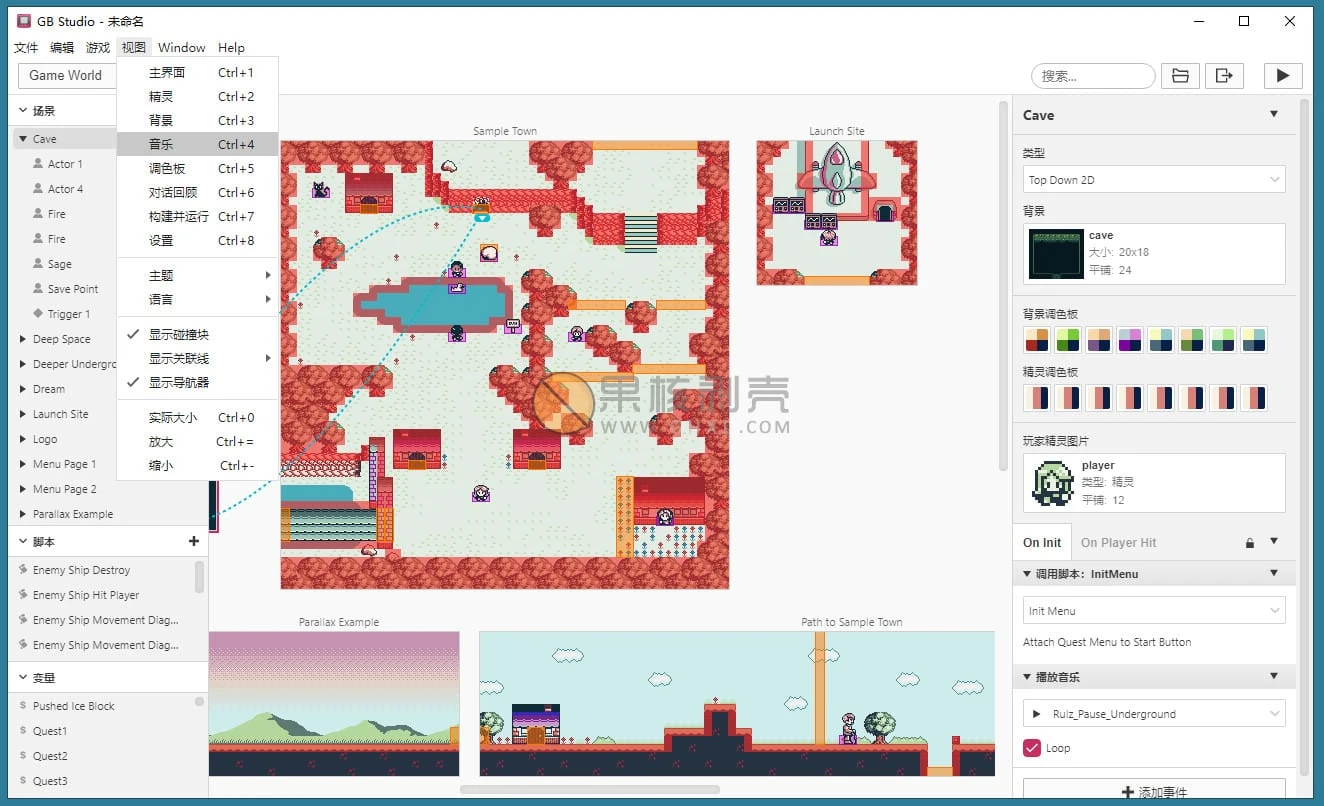 GB Studio - 未命名
文件 编辑 游戏 视图 Window Help
Game World
搜索...
主界面 Ctrl+1
精灵 Ctrl+2
背景 Ctrl+3
音乐 Ctrl+4
调色板 Ctrl+5
对话回顾 Ctrl+6
构建并运行 Ctrl+7
设置 Ctrl+8
主题
语言
显示碰撞块
显示关联线
显示导航器
实际大小 Ctrl+0
放大 Ctrl+=
缩小 Ctrl+-
场景
Cave
Actor 1
Actor 4
Fire
Fire
Sage
Save Point
Trigger 1
Deep Space
Deeper Undergro
Dream
Launch Site
Logo
Menu Page 1
Menu Page 2
Parallax Example
脚本
Enemy Ship Destroy
Enemy Ship Hit Player
Enemy Ship Movement Diag...
Enemy Ship Movement Diag...
变量
$ Pushed Ice Block
$ Quest1
$ Quest2
$ Quest3
Sample Town
Launch Site
果核剥壳
Parallax Example
Path to Sample Town
Cave
类型
Top Down 2D
背景
cave
大小: 20x18
平铺: 24
背景调色板
精灵调色板
玩家精灵图片
player
类型: 精灵
平铺: 12
On Init On Player Hit
调用脚本: InitMenu
Init Menu
Attach Quest Menu to Start Button
播放音乐
Rulz_Pause_Underground
Loop
添加事件